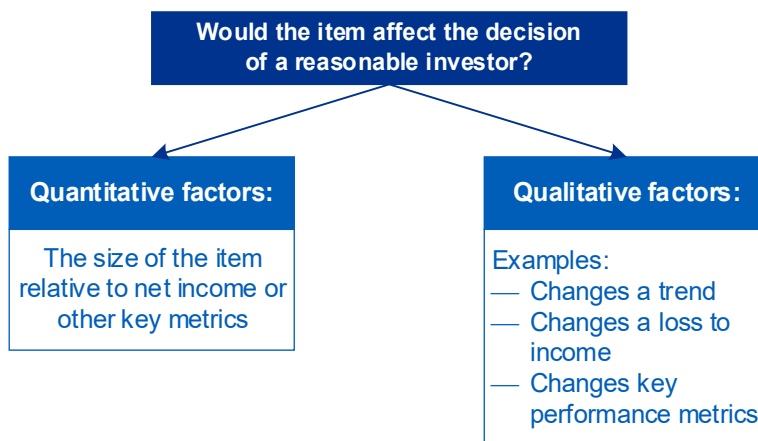 Would the item affect the decision
of a reasonable investor?
Quantitative factors:
The size of the item
relative to net income or
other key metrics
Qualitative factors:
Examples:
— Changes a trend
— Changes a loss to
income
— Changes key
performance metrics